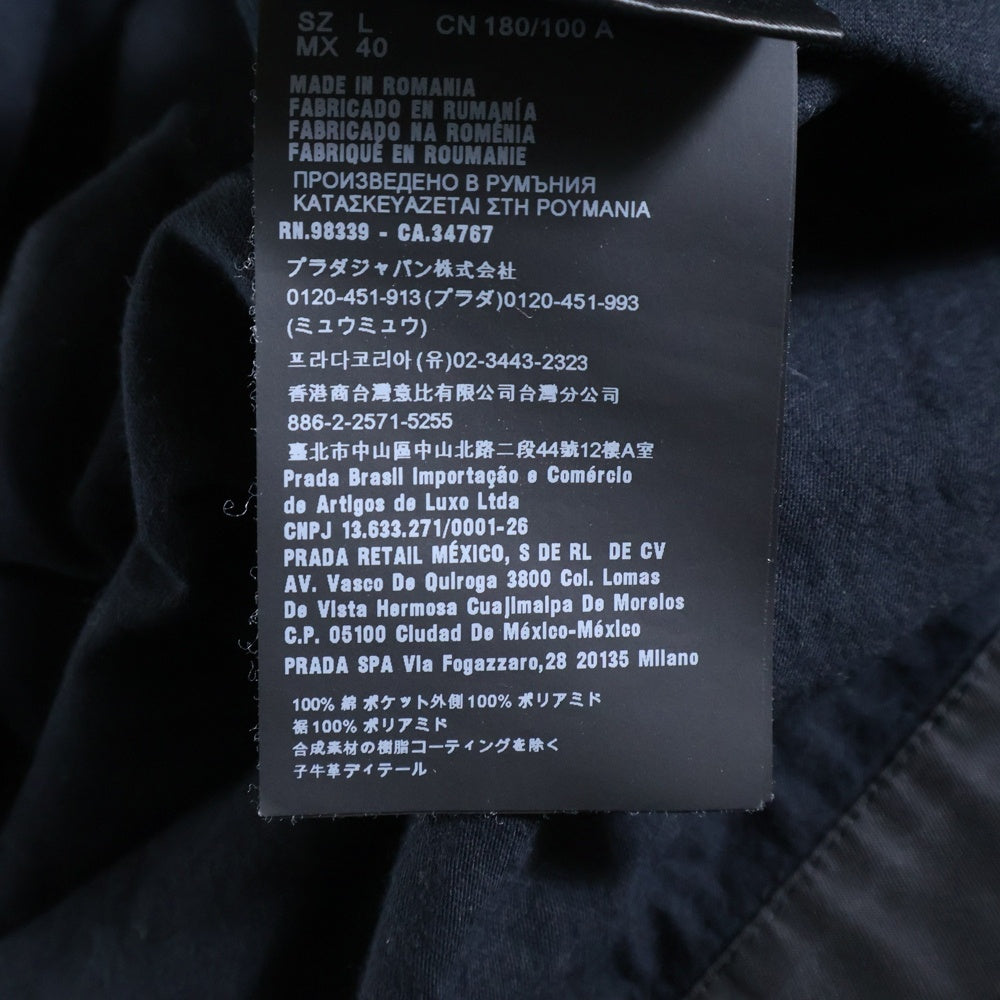 SZ L CN 180/100 A
MX 40
MADE IN ROMANIA
FABRICADO EN RUMANÍA
FABRICADO NA ROMÉNIA
FABRIQUÉ EN ROUMANIE
ПРОИЗВЕДЕНО В РУМЪНИЯ
ΚΑΤΑΣΚΕΥΑΖΕΤΑΙ ΣΤΗ ΡΟΥΜΑΝΙΑ
RN.98339 - CA.34767
プラダジャパン株式会社
0120-451-913(プラダ)0120-451-993
(ミュウミュウ)
프라다코리아(유)02-3443-2323
香港商台灣意比有限公司台灣分公司
886-2-2571-5255
臺北市中山區中山北路二段44號12樓A室
Prada Brasil Importação e Comércio
de Artigos de Luxo Ltda
CNPJ 13.633.271/0001-26
PRADA RETAIL MÉXICO, S DE RL DE CV
AV. Vasco De Quiroga 3800 Col. Lomas
De Vista Hermosa Cuajimalpa De Morelos
C.P. 05100 Ciudad De México-México
PRADA SPA Via Fogazzaro,28 20135 Milano
100% 綿 ポケット外側100% ポリアミド
裾100% ポリアミド
合成素材の樹脂コーティングを除く
子牛革ディテール